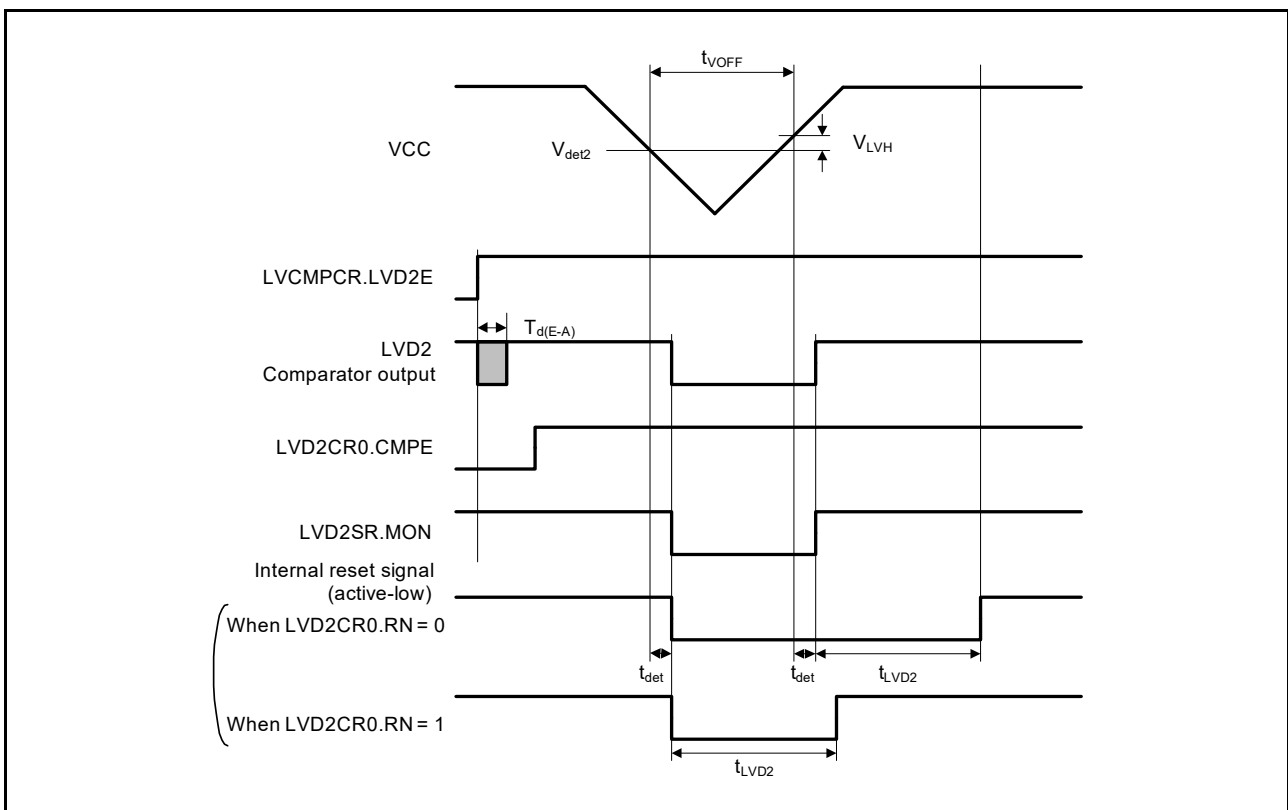 tVOFF
VCC
Vdet2
VLVH
LVCMPCR.LVD2E
Td(E-A)
LVD2
Comparator output
LVD2CR0.CMPE
LVD2SR.MON
Internal reset signal
(active-low)
When LVD2CR0.RN = 0
tdet
tdet
tLVD2
When LVD2CR0.RN = 1
tLVD2